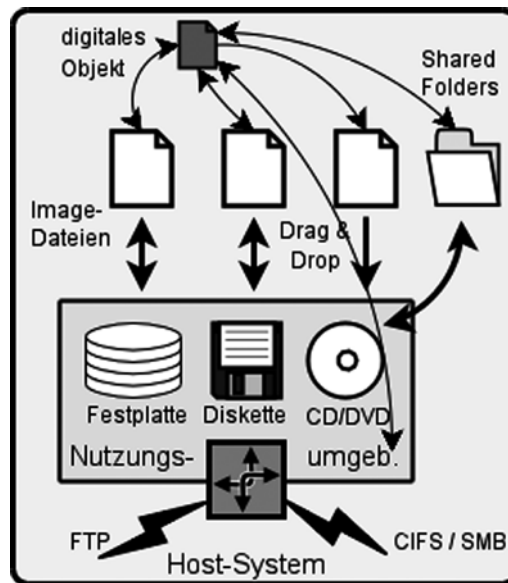 digitales
Objekt
Shared
Folders
Image-
Dateien
Drag &
Drop
Festplatte
Diskette
CD/DVD
Nutzungs-
umgeb.
FTP
CIFS / SMB
Host-System